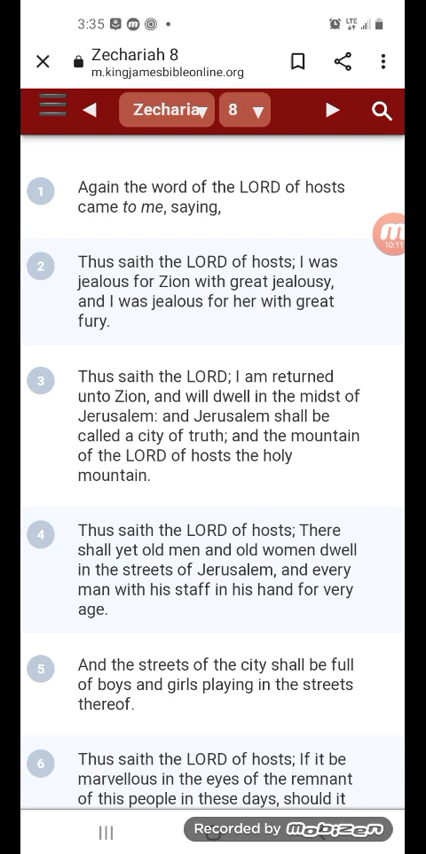 3:35
LTE
Zechariah 8
m.kingjamesbibleonline.org
Zecharia 8
1 Again the word of the LORD of hosts
came to me, saying,
10:11
2 Thus saith the LORD of hosts; I was
jealous for Zion with great jealousy,
and I was jealous for her with great
fury.
3 Thus saith the LORD; I am returned
unto Zion, and will dwell in the midst of
Jerusalem: and Jerusalem shall be
called a city of truth; and the mountain
of the LORD of hosts the holy
mountain.
4 Thus saith the LORD of hosts; There
shall yet old men and old women dwell
in the streets of Jerusalem, and every
man with his staff in his hand for very
age.
5 And the streets of the city shall be full
of boys and girls playing in the streets
thereof.
6 Thus saith the LORD of hosts; If it be
marvellous in the eyes of the remnant
of this people in these days, should it
Recorded by mobizen